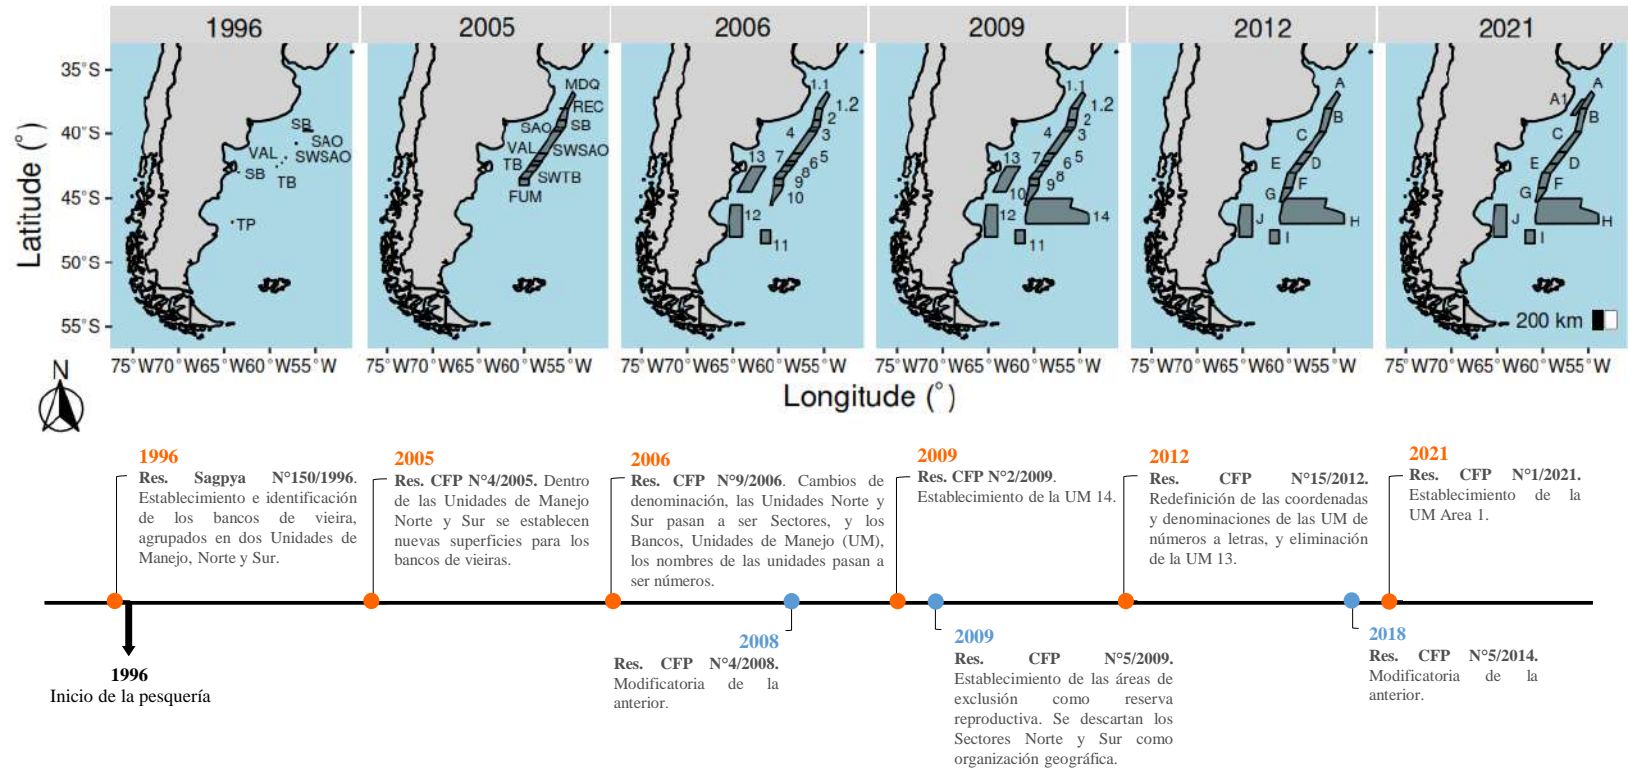 1996
2005
2006
2009
2012
2021
Latitude (°)
35°S
40°S
45°S
50°S
55°S
SB
SAO
VAL
SWSAO
SB
TB
TP
MDQ
REC
SAO
SB
VAL
SWSAO
TB
SWTB
FUM
1.1
1.2
2
4
3
13
7
5
6
8
9
10
12
11
1.1
1.2
2
4
3
13
7
5
6
8
9
10
12
14
11
A
B
C
E
D
F
G
J
H
I
A
A1
B
C
E
D
F
G
J
H
I
200 km
75°W70°W65°W60°W55°W
75°W70°W65°W60°W55°W
75°W70°W65°W60°W55°W
75°W70°W65°W60°W55°W
75°W70°W65°W60°W55°W
75°W70°W65°W60°W55°W
Longitude (°)
N
1996
Res. Sagpya N°150/1996.
Establecimiento e identificación
de los bancos de vieira,
agrupados en dos Unidades de
Manejo, Norte y Sur.
2005
Res. CFP N°4/2005. Dentro
de las Unidades de Manejo
Norte y Sur se establecen
nuevas superficies para los
bancos de vieiras.
2006
Res. CFP N°9/2006. Cambios de
denominación, las Unidades Norte y
Sur pasan a ser Sectores, y los
Bancos, Unidades de Manejo (UM),
los nombres de las unidades pasan a
ser números.
2009
Res. CFP N°2/2009.
Establecimiento de la UM 14.
2012
Res. CFP N°15/2012.
Redefinición de las coordenadas
y denominaciones de las UM de
números a letras, y eliminación
de la UM 13.
2021
Res. CFP N°1/2021.
Establecimiento de la
UM Area 1.
1996
Inicio de la pesquería
2008
Res. CFP N°4/2008.
Modificatoria de la
anterior.
2009
Res. CFP N°5/2009.
Establecimiento de las áreas de
exclusión como reserva
reproductiva. Se descartan los
Sectores Norte y Sur como
organización geográfica.
2018
Res. CFP N°5/2014.
Modificatoria de la
anterior.